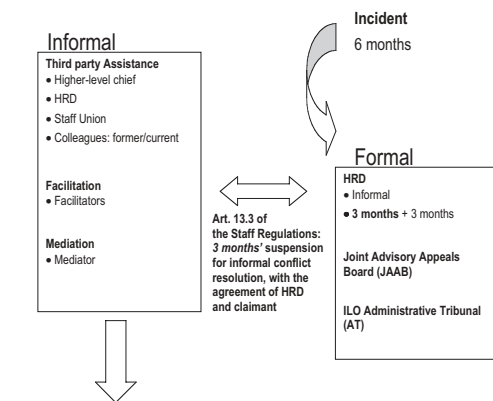 Incident
6 months
Informal
Third party Assistance
• Higher-level chief
• HRD
• Staff Union
• Colleagues: former/current
Facilitation
• Facilitators
Mediation
• Mediator
Art. 13.3 of
the Staff Regulations:
3 months' suspension
for informal conflict
resolution, with the
agreement of HRD
and claimant
Formal
HRD
• Informal
• 3 months + 3 months
Joint Advisory Appeals
Board (JAAB)
ILO Administrative Tribunal
(AT)